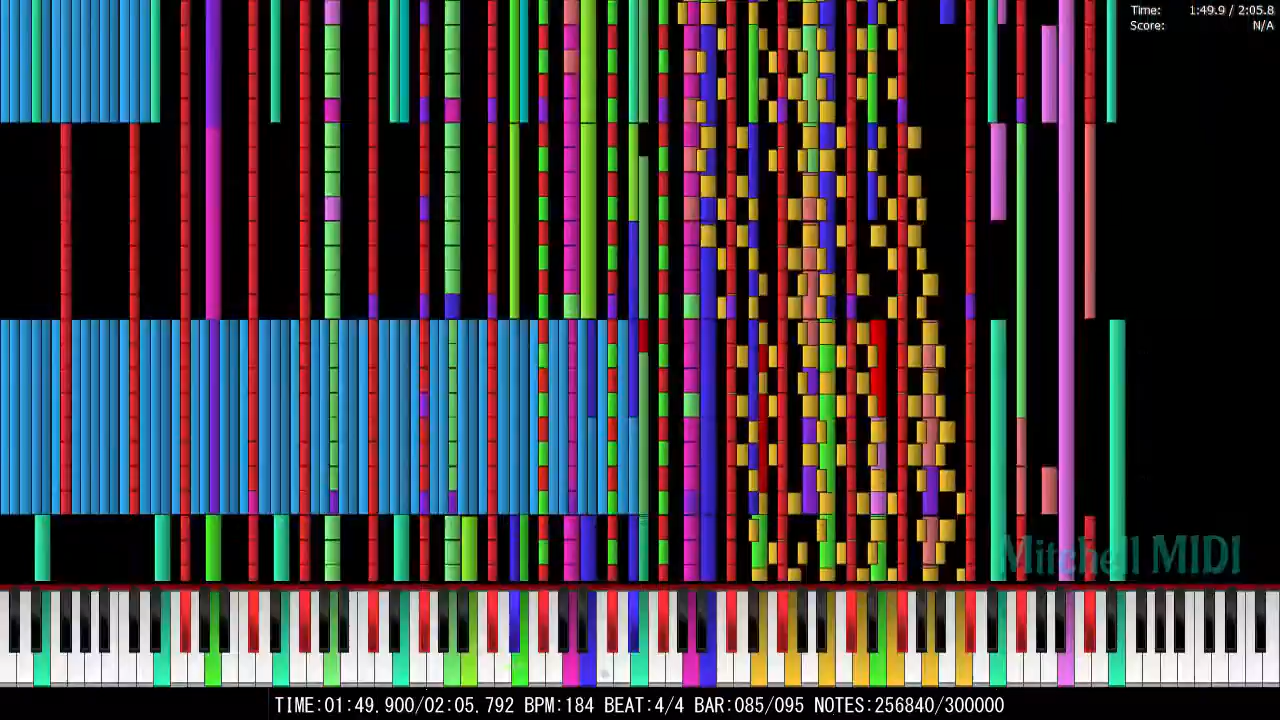 Time: 1:49.9 / 2:05.8
Score: N/A
Mitchell MIDI
TIME:01:49.900/02:05.792 BPM:184 BEAT:4/4 BAR:085/095 NOTES:256840/300000